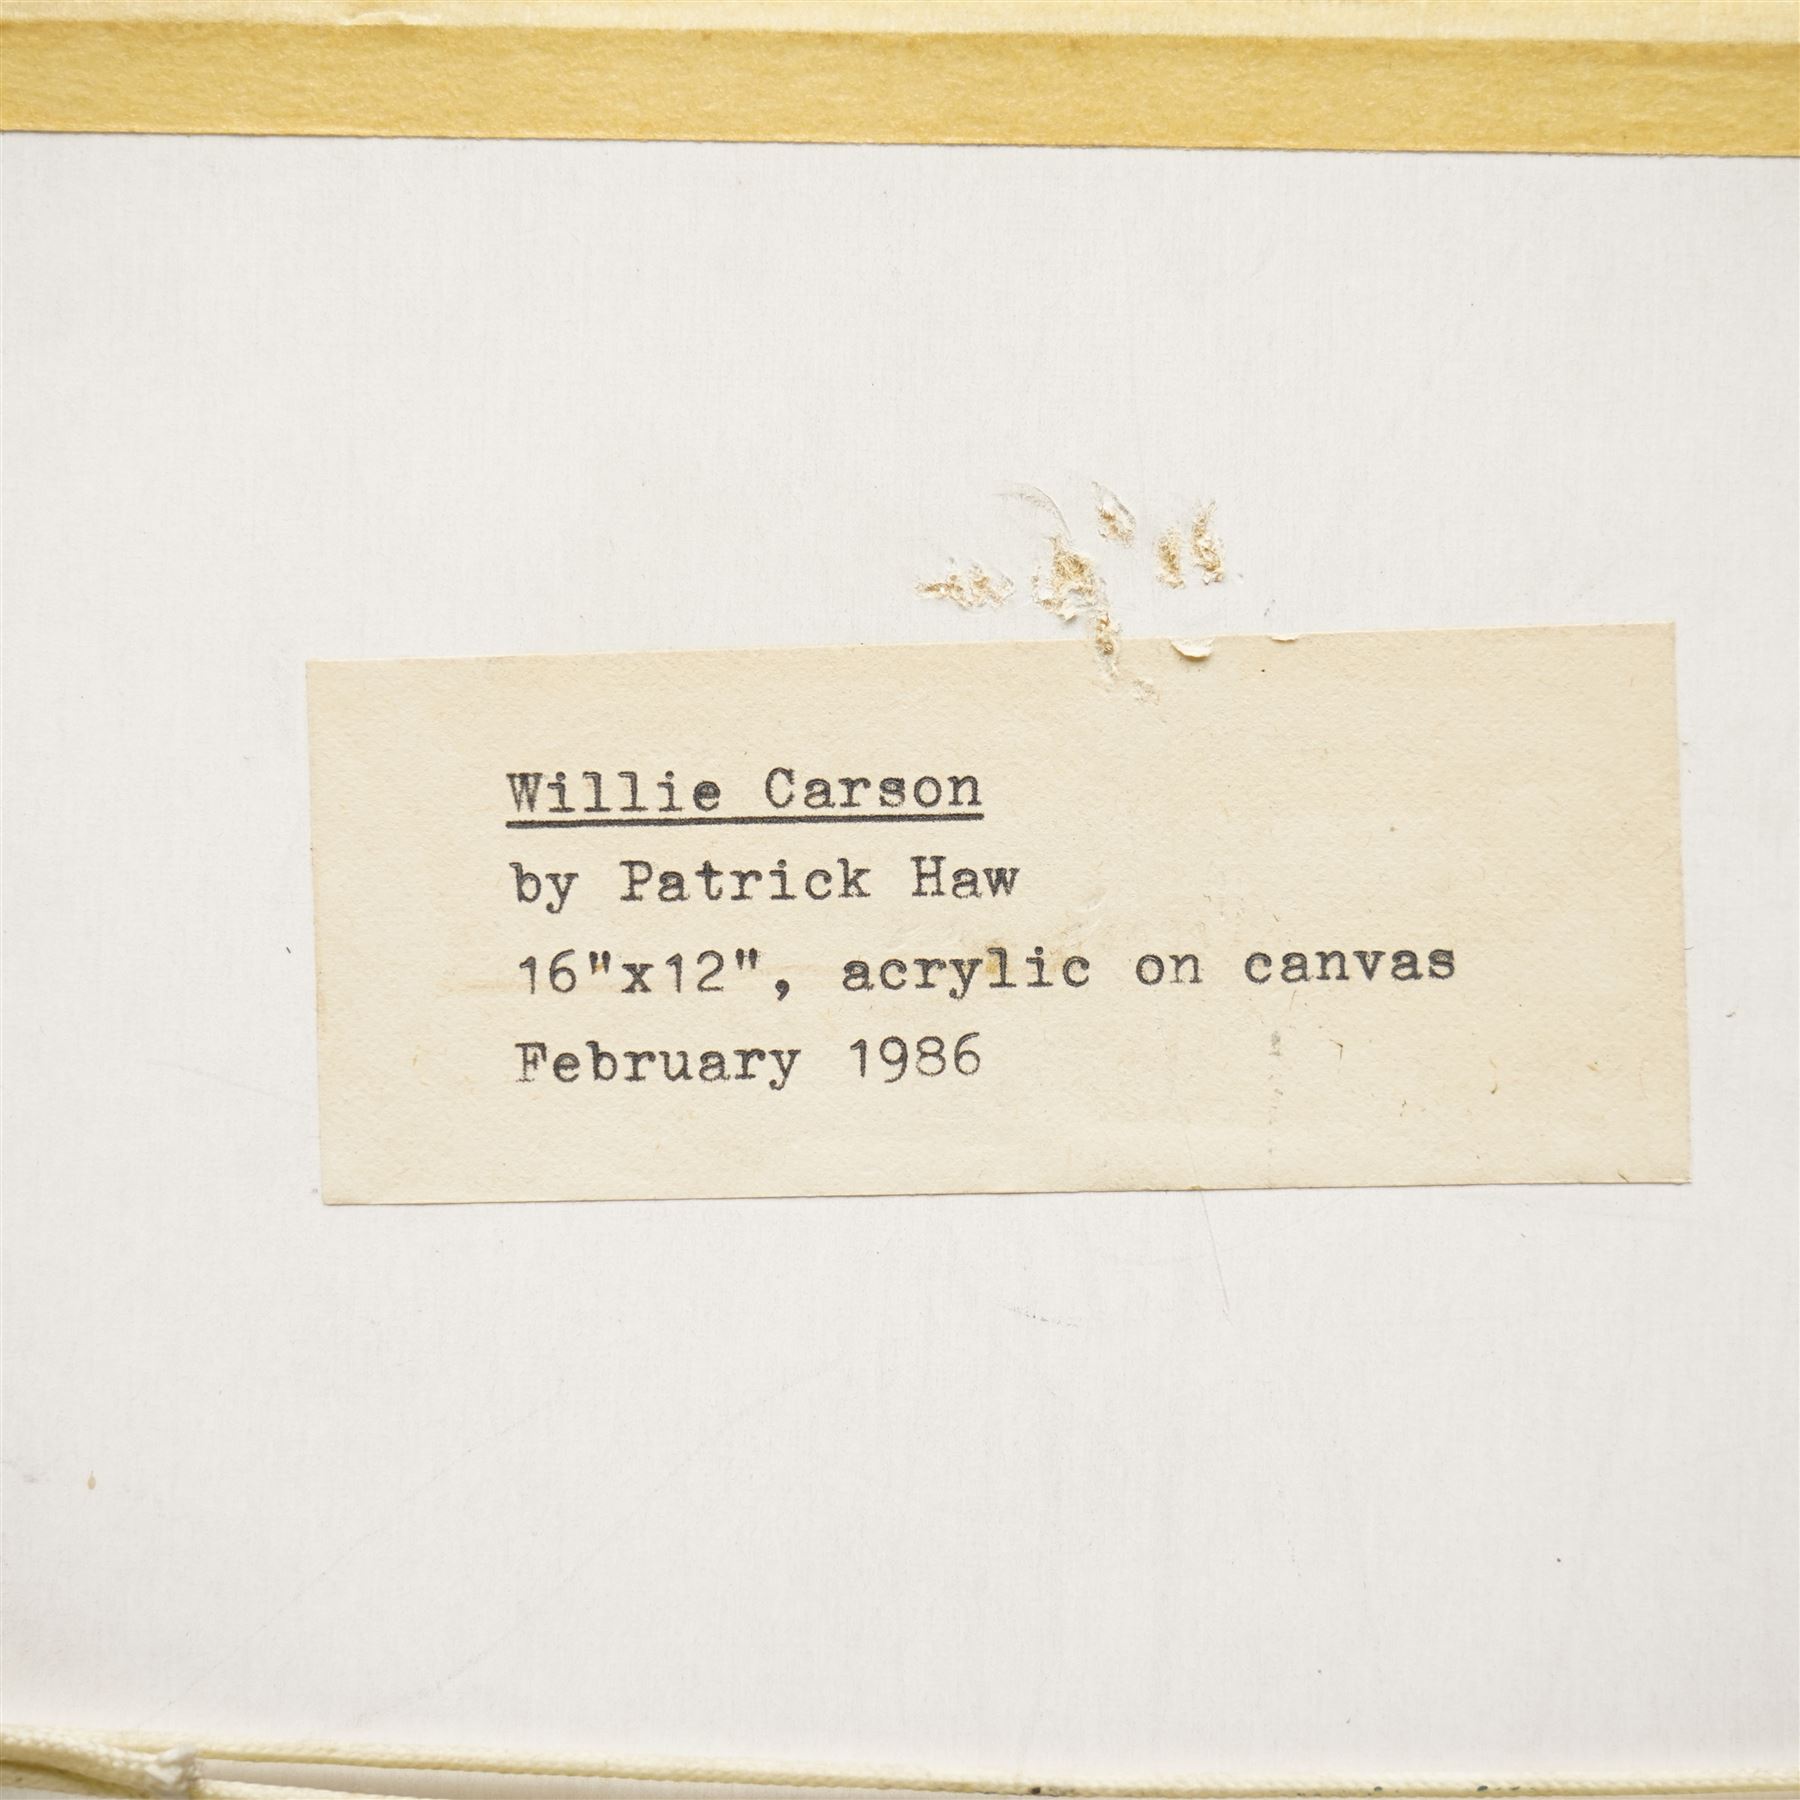 Willie Carson
by Patrick Haw
16"x12", acrylic on canvas
February 1986